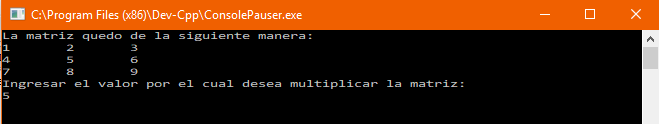 C:\Program Files (x86)\Dev-Cpp\ConsolePauser.exe
La matriz quedo de la siguiente manera:
1 2 3
4 5 6
7 8 9
Ingresar el valor por el cual desea multiplicar la matriz:
5